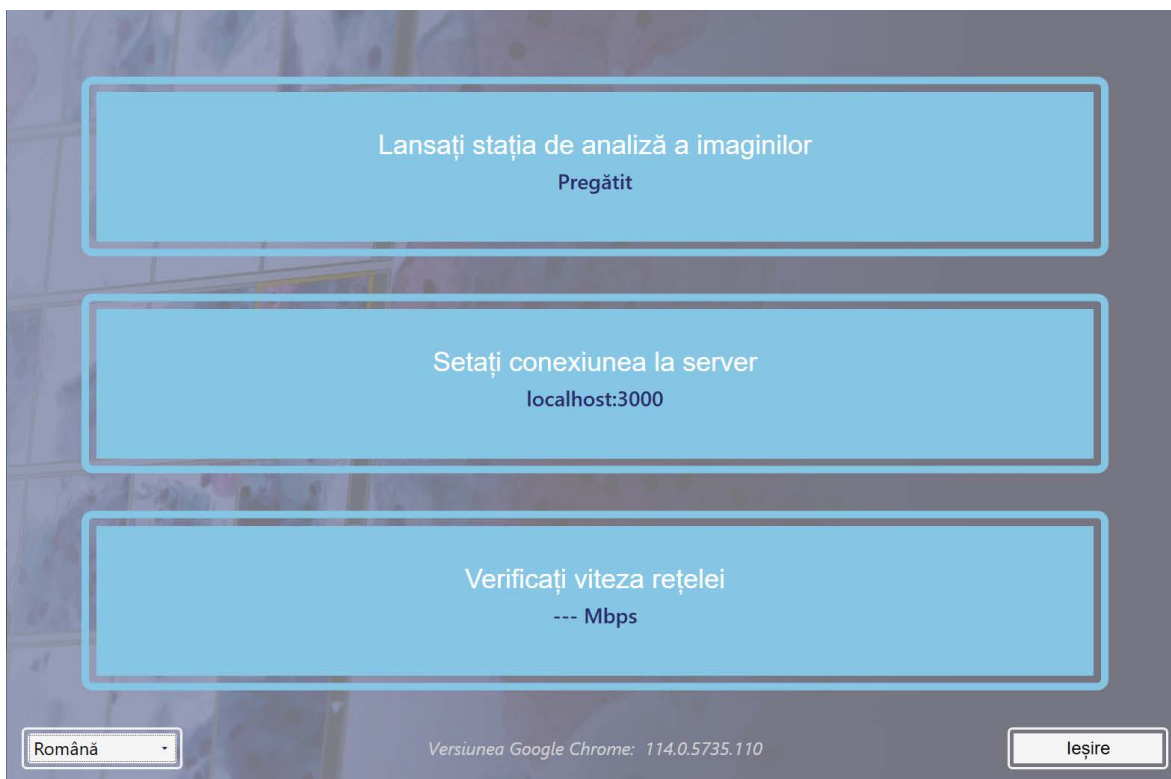 Lansați stația de analiză a imaginilor
Pregătit
Setați conexiunea la server
localhost:3000
Verificați viteza rețelei
--- Mbps
Română
Versiunea Google Chrome: 114.0.5735.110
Ieșire